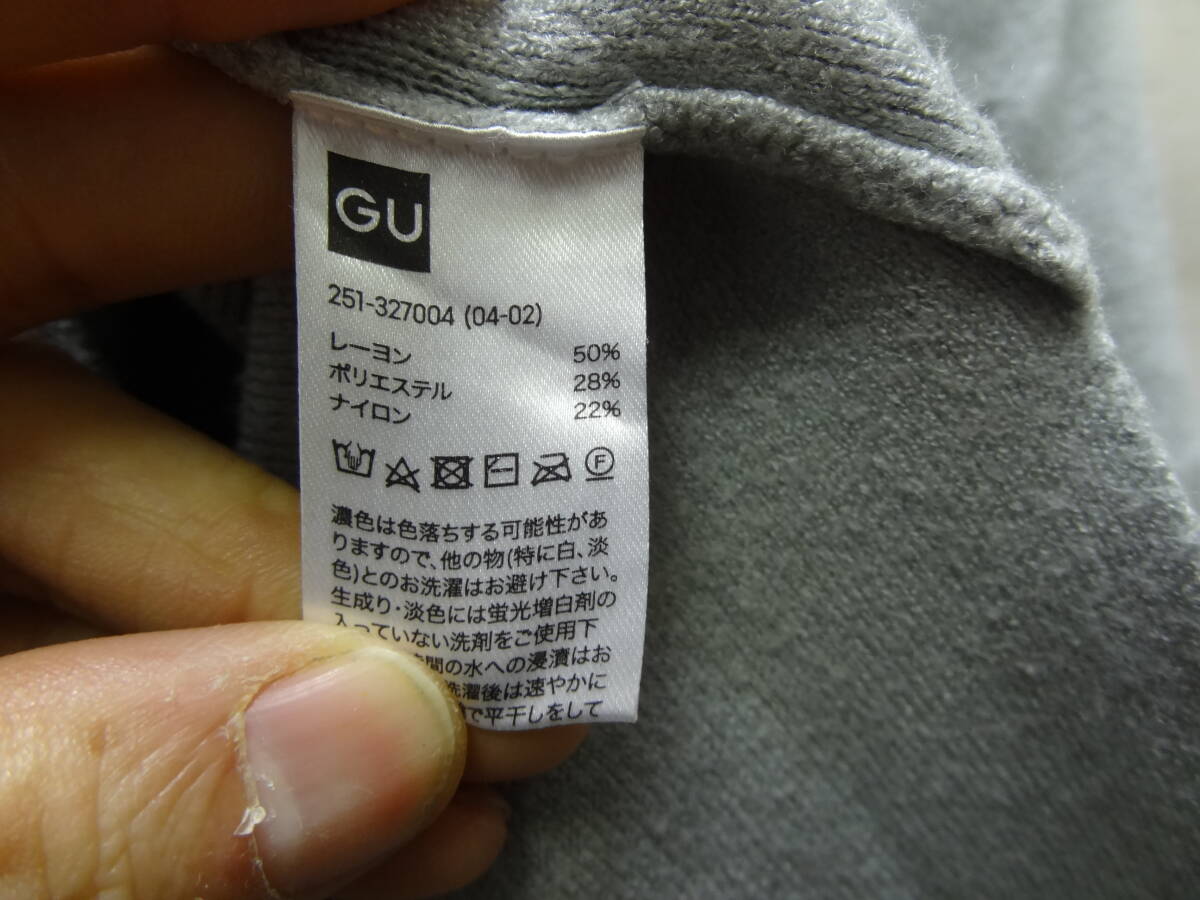 GU
251-327004 (04-02)
レーヨン 50%
ポリエステル 28%
ナイロン 22%
F
濃色は色落ちする可能性があ
りますので、他の物(特に白、淡
色)とのお洗濯はお避け下さい。
生成り・淡色には蛍光増白剤の
入っていない洗剤をご使用下
間の水への浸漬はお
洗濯後は速やかに
で平干しをして